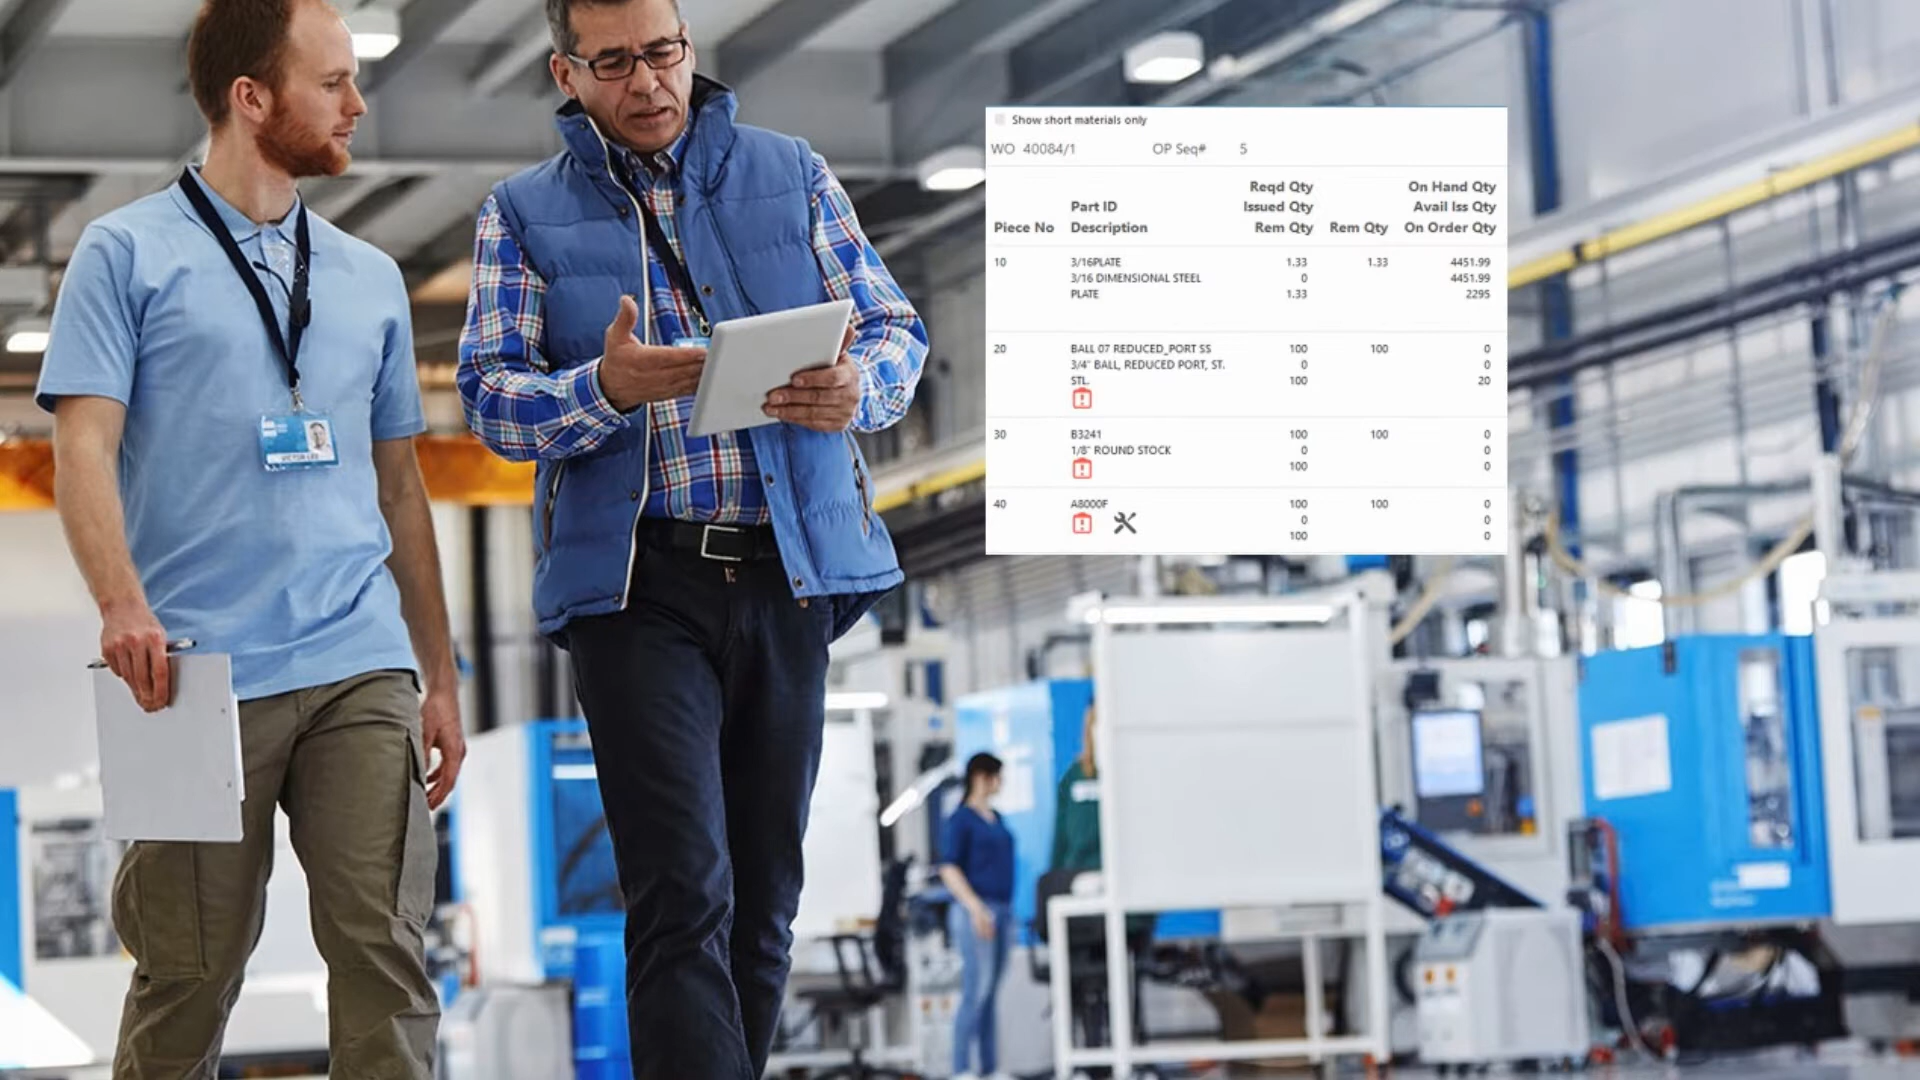 Show short materials only
WO 40084/1 OP Seq# 5
Reqd Qty On Hand Qty
Part ID Issued Qty Avail Iss Qty
Piece No Description Rem Qty Rem Qty On Order Qty
10 3/16PLATE 1.33 1.33 4451.99
3/16 DIMENSIONAL STEEL 0 4451.99
PLATE 1.33 2295
20 BALL 07 REDUCED_PORT SS 100 100 0
3/4" BALL, REDUCED PORT, ST. 0 0
STL. 100 20
30 B3241 100 100 0
1/8" ROUND STOCK 0 0
100 0
40 A8000F 100 100 0
0 0
100 0
VICTOR LEE